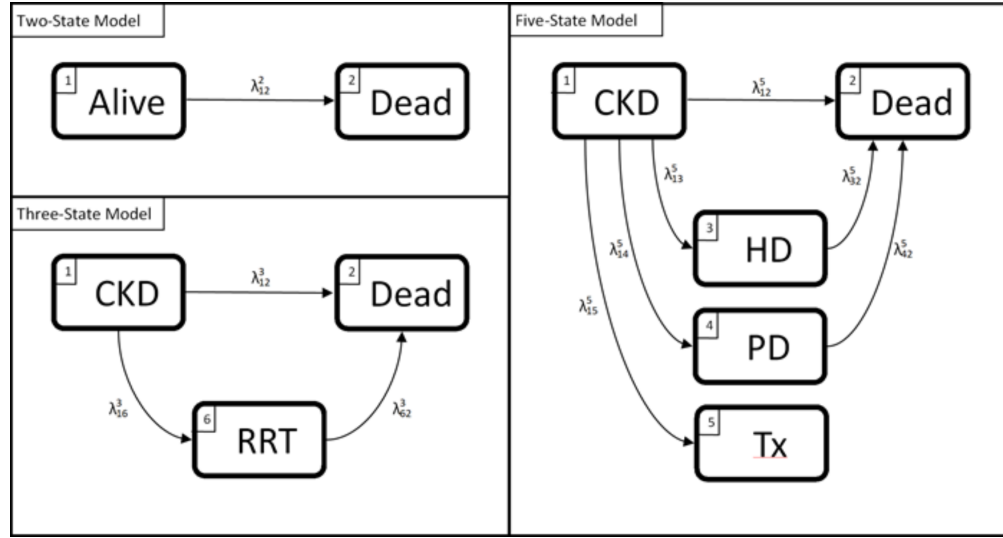 Two-State Model
1
Alive
λ²₁₂
2
Dead
Three-State Model
1
CKD
λ³₁₂
2
Dead
λ³₁₆
6
RRT
λ³₆₂
Five-State Model
1
CKD
λ⁵₁₂
2
Dead
λ⁵₁₃
λ⁵₃₂
3
HD
λ⁵₁₄
λ⁵₄₂
λ⁵₁₅
4
PD
5
Tx